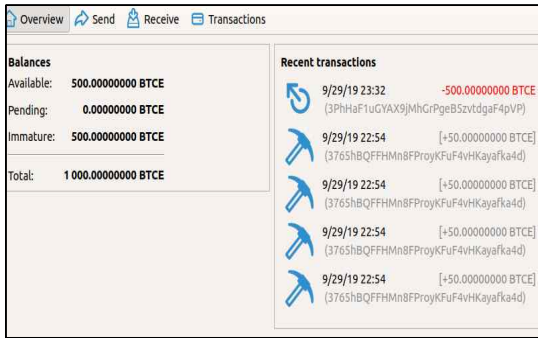 Overview Send Receive Transactions
Balances
Available: 500.00000000 BTCE
Pending: 0.00000000 BTCE
Immature: 500.00000000 BTCE
Total: 1 000.00000000 BTCE
Recent transactions
9/29/19 23:32 -500.00000000 BTCE
(3PhHaF1uGYAX9jMhGrPgeBSzvtdgaF4pVP)
9/29/19 22:54 [+50.00000000 BTCE]
(3765hBQFFHMn8FProyKFuF4vHKayafka4d)
9/29/19 22:54 [+50.00000000 BTCE]
(3765hBQFFHMn8FProyKFuF4vHKayafka4d)
9/29/19 22:54 [+50.00000000 BTCE]
(3765hBQFFHMn8FProyKFuF4vHKayafka4d)
9/29/19 22:54 [+50.00000000 BTCE]
(3765hBQFFHMn8FProyKFuF4vHKayafka4d)